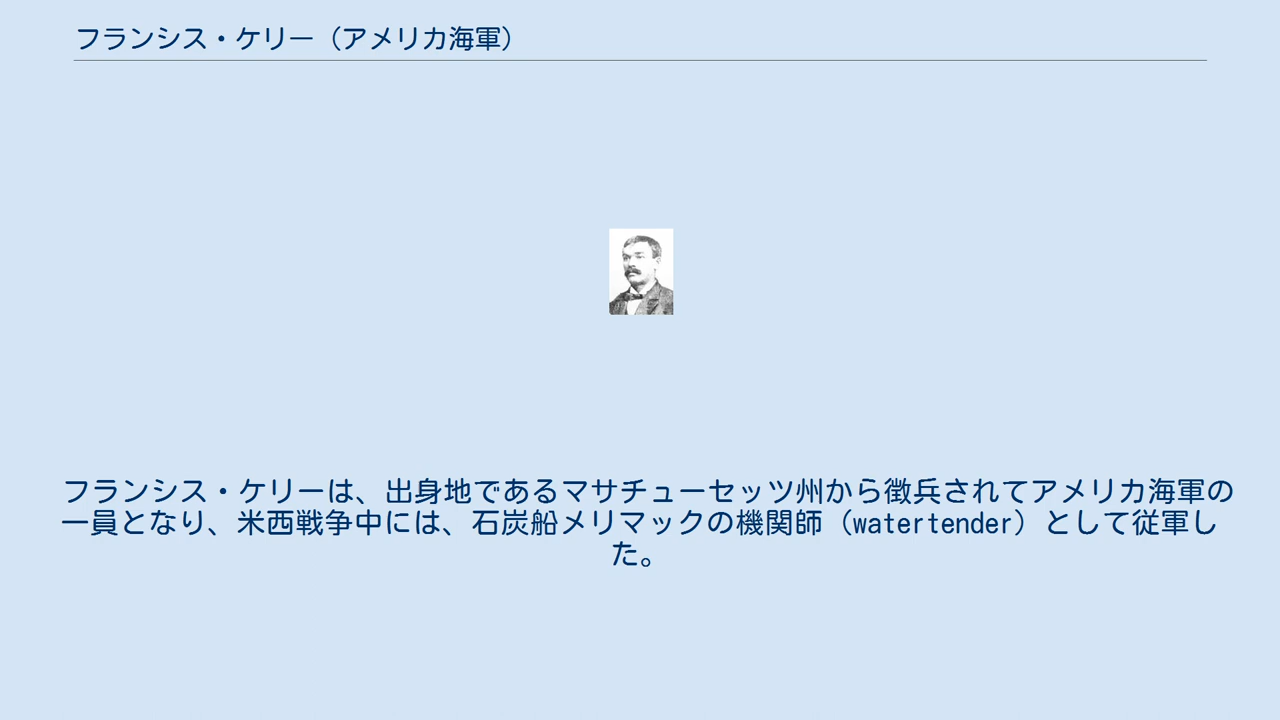 フランシス・ケリー（アメリカ海軍）
フランシス・ケリーは、出身地であるマサチューセッツ州から徴兵されてアメリカ海軍の
一員となり、米西戦争中には、石炭船メリマックの機関師（watertender）として従軍し
た。